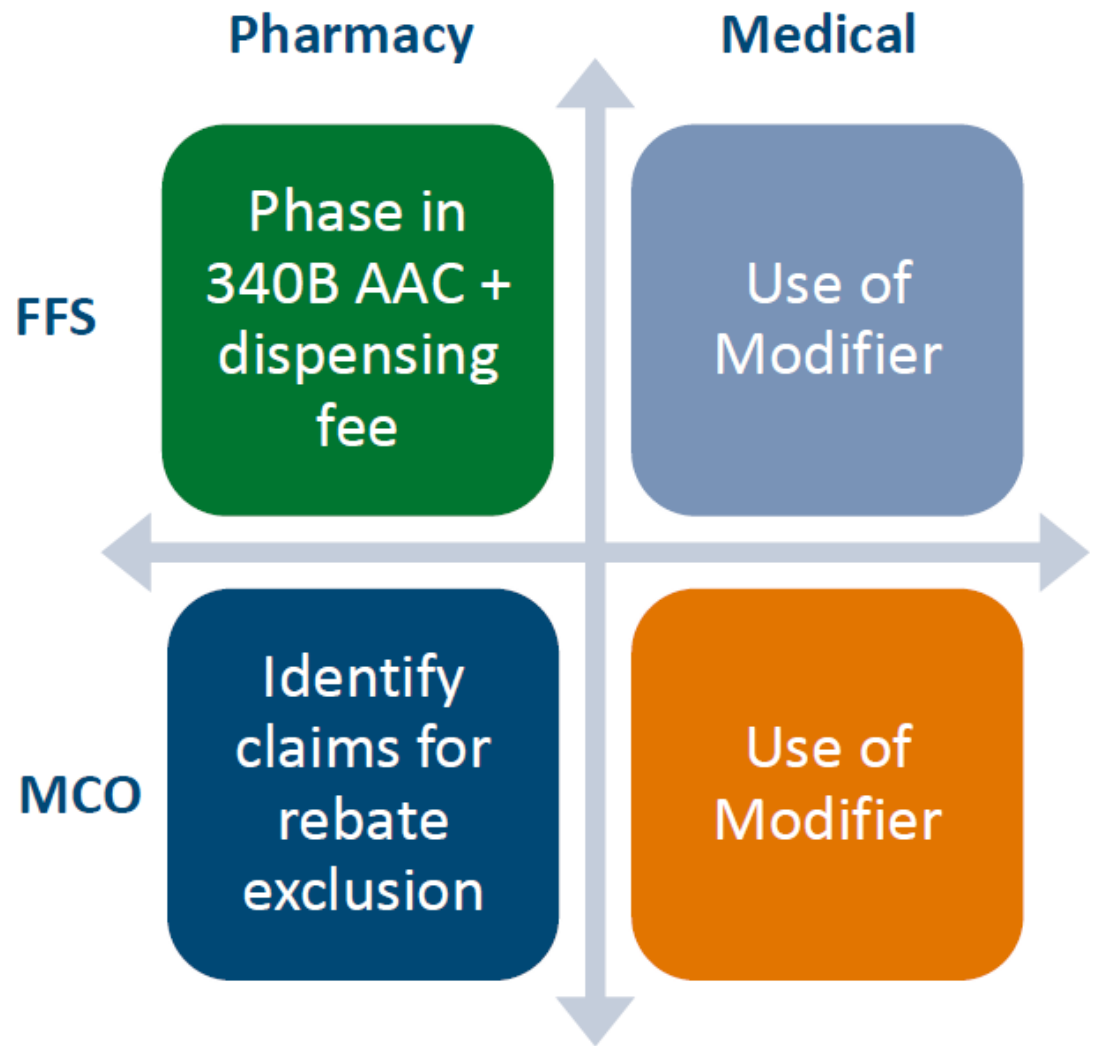 Pharmacy
Medical
FFS
Phase in
340B AAC +
dispensing
fee
Use of
Modifier
MCO
Identify
claims for
rebate
exclusion
Use of
Modifier